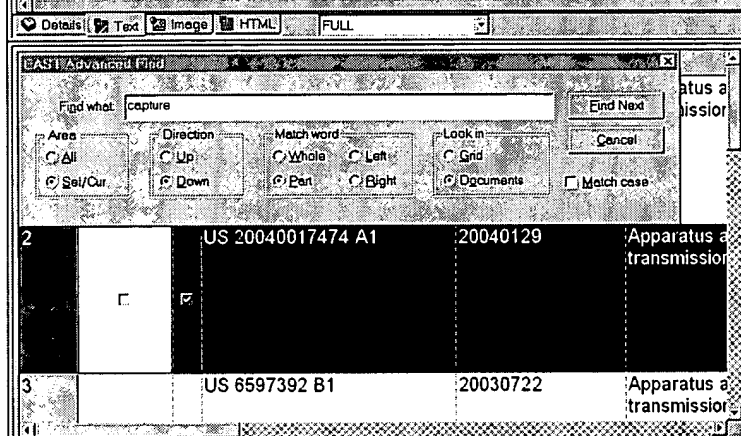 Details Text Image HTML FULL
EAST Advanced Find
Find what: capture Find Next
Area Direction Match word Look in Cancel
All Up Whole Left Grid
Sel/Cur. Down Part Right Documents Match case
atus a
ission
2 US 20040017474 A1 20040129 Apparatus a
transmission
3 US 6597392 B1 20030722 Apparatus a
transmission